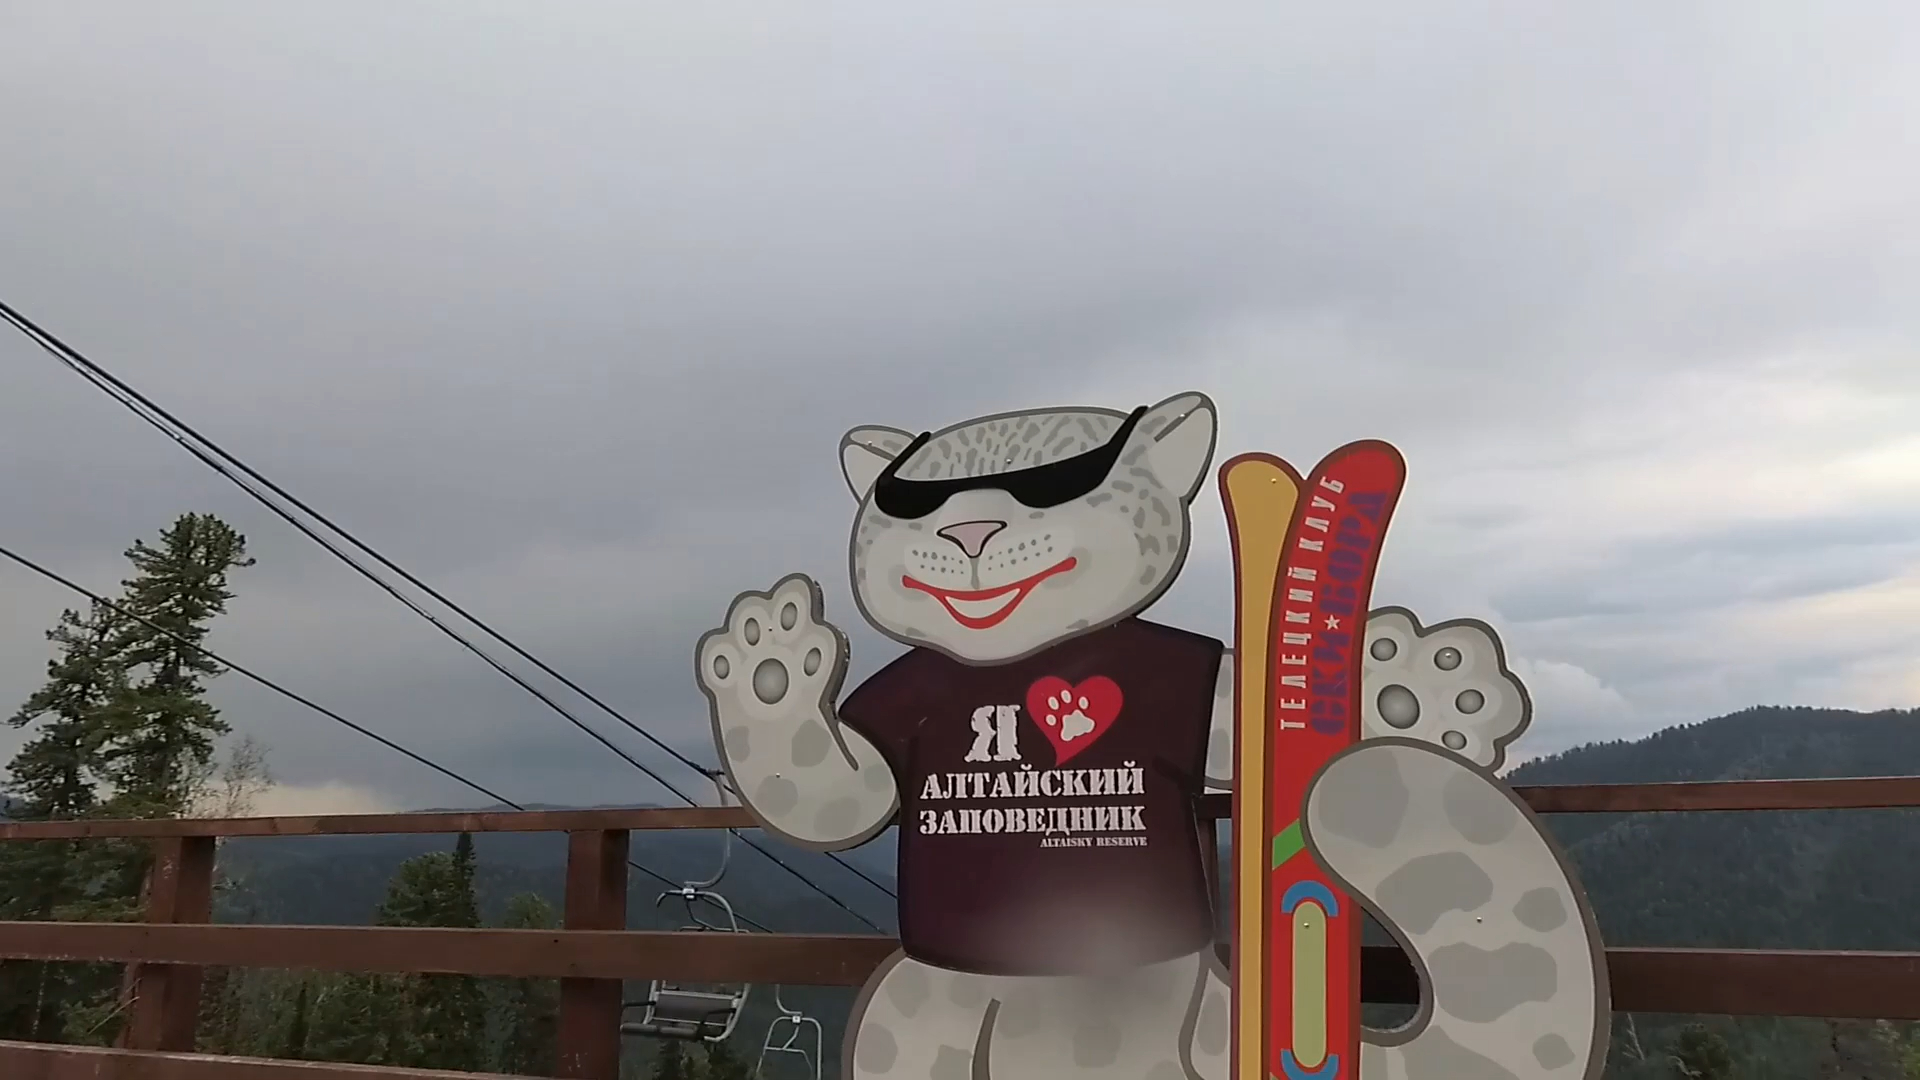 Я
АЛТАЙСКИЙ
ЗАПОВЕДНИК
ALTAISKY RESERVE
ТЕЛЕЦКИЙ КЛУБ
СКИ★БОРД